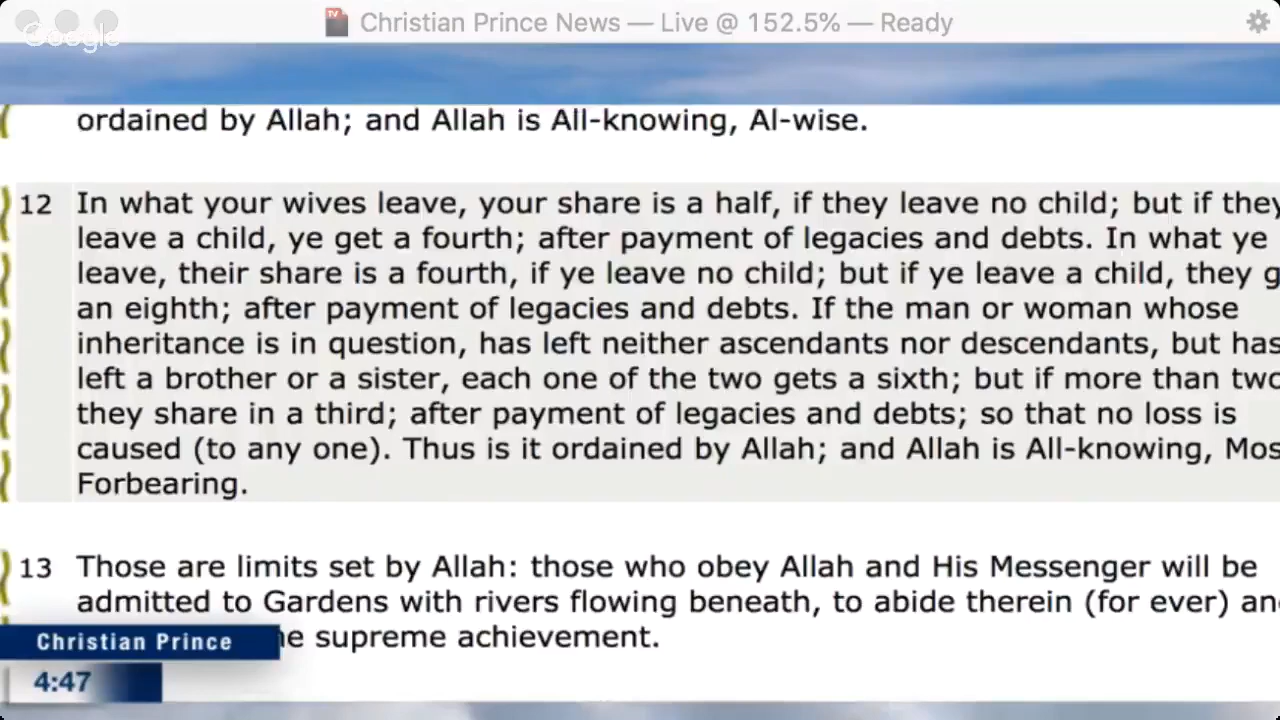 Christian Prince News — Live @ 152.5% — Ready
Google
ordained by Allah; and Allah is All-knowing, Al-wise.
12 In what your wives leave, your share is a half, if they leave no child; but if they
leave a child, ye get a fourth; after payment of legacies and debts. In what ye
leave, their share is a fourth, if ye leave no child; but if ye leave a child, they
an eighth; after payment of legacies and debts. If the man or woman whose
inheritance is in question, has left neither ascendants nor descendants, but has
left a brother or a sister, each one of the two gets a sixth; but if more than two
they share in a third; after payment of legacies and debts; so that no loss is
caused (to any one). Thus is it ordained by Allah; and Allah is All-knowing, Mos
Forbearing.
13 Those are limits set by Allah: those who obey Allah and His Messenger will be
admitted to Gardens with rivers flowing beneath, to abide therein (for ever) an
supreme achievement.
Christian Prince
4:47